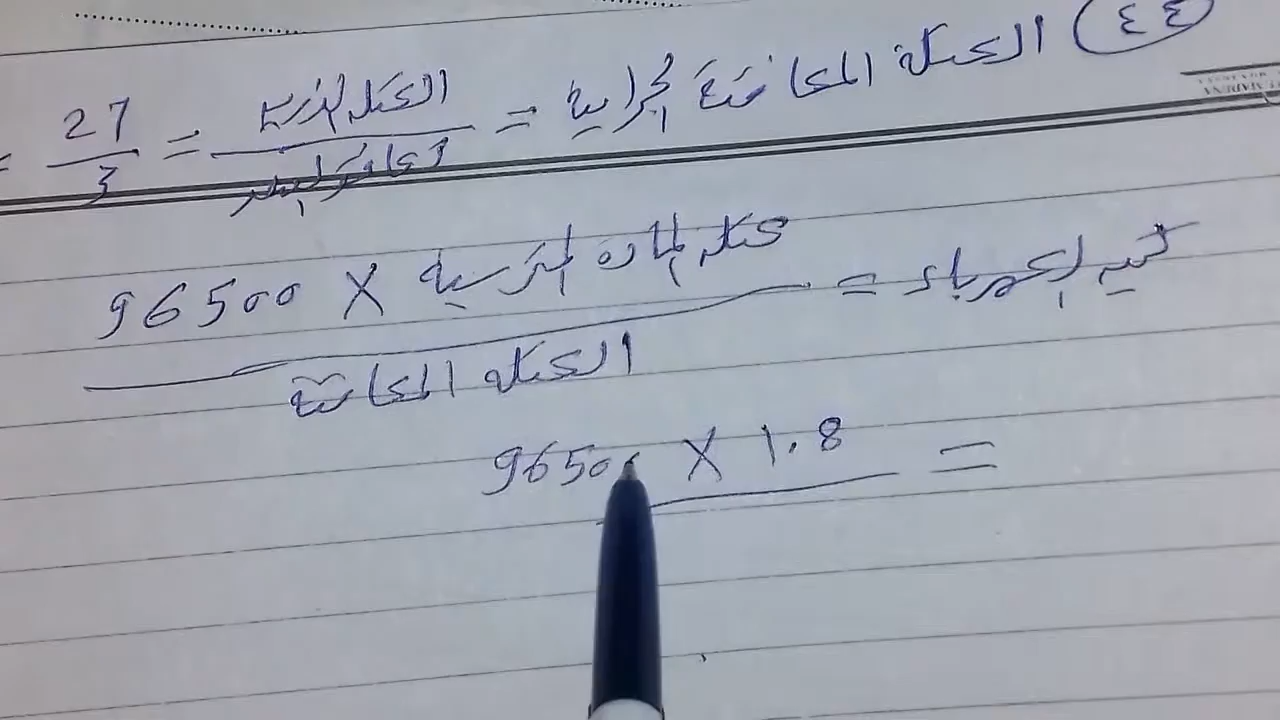 ٤٤ الكتلة المكافئة الجرامية = الكتلة الذرية / تكافؤ العنصر = 27 / 3 =
كمية الكهرباء = كتلة المادة المترسبة X 96500 / الكتلة المكافئة
= 1.8 X 96500